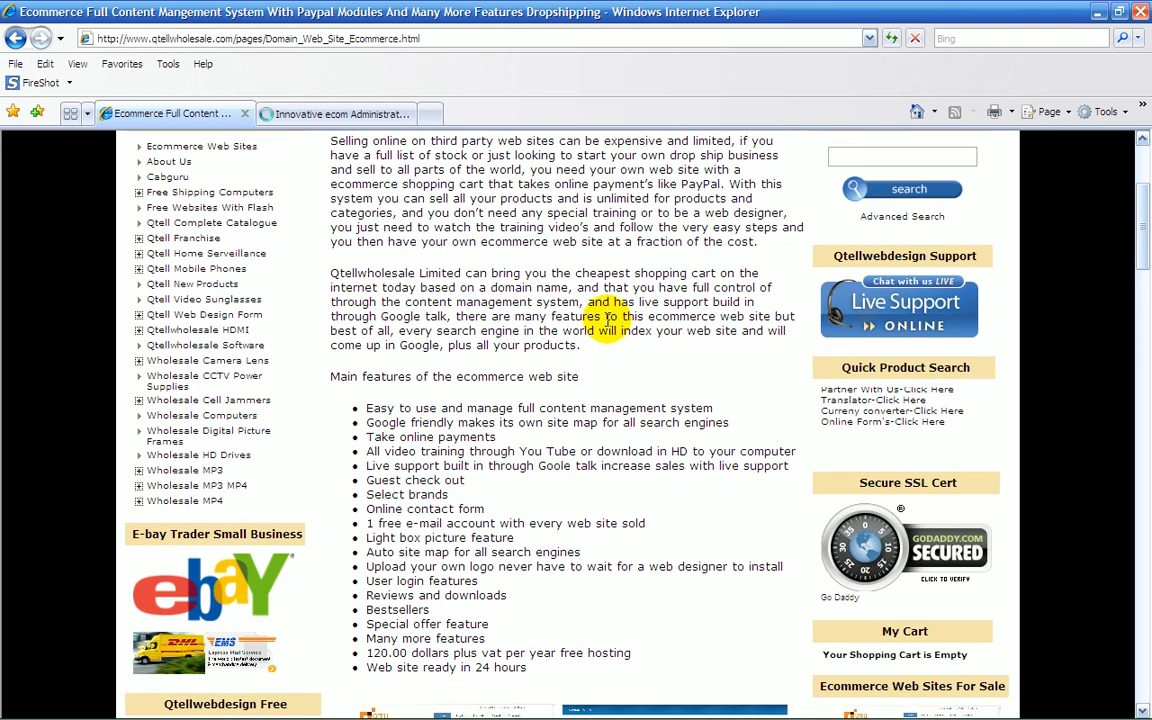 Ecommerce Full Content Mangement System With Paypal Modules And Many More Features Dropshipping - Windows Internet Explorer
http://www.qtellwholesale.com/pages/Domain_Web_Site_Ecommerce.html
Bing
File Edit View Favorites Tools Help
FireShot
Ecommerce Full Content ...
Innovative ecom Administrat...
Page
Tools
Ecommerce Web Sites
About Us
Cabguru
Free Shipping Computers
Free Websites With Flash
Qtell Complete Catalogue
Qtell Franchise
Qtell Home Serveillance
Qtell Mobile Phones
Qtell New Products
Qtell Video Sunglasses
Qtell Web Design Form
Qtellwholesale HDMI
Qtellwholesale Software
Wholesale Camera Lens
Wholesale CCTV Power
Supplies
Wholesale Cell Jammers
Wholesale Computers
Wholesale Digital Picture
Frames
Wholesale HD Drives
Wholesale MP3
Wholesale MP3 MP4
Wholesale MP4
E-bay Trader Small Business
ebaY
DHL
EMS
Express Mail Service
Qtellwebdesign Free
Selling online on third party web sites can be expensive and limited, if you
have a full list of stock or just looking to start your own drop ship business
and sell to all parts of the world, you need your own web site with a
ecommerce shopping cart that takes online payment's like PayPal. With this
system you can sell all your products and is unlimited for products and
categories, and you don't need any special training or to be a web designer,
you just need to watch the training video's and follow the very easy steps and
you then have your own ecommerce web site at a fraction of the cost.
Qtellwholesale Limited can bring you the cheapest shopping cart on the
internet today based on a domain name, and that you have full control of
through the content management system, and has live support build in
through Google talk, there are many features to this ecommerce web site but
best of all, every search engine in the world will index your web site and will
come up in Google, plus all your products.
Main features of the ecommerce web site
Easy to use and manage full content management system
Google friendly makes its own site map for all search engines
Take online payments
All video training through You Tube or download in HD to your computer
Live support built in through Goole talk increase sales with live support
Guest check out
Select brands
Online contact form
1 free e-mail account with every web site sold
Light box picture feature
Auto site map for all search engines
Upload your own logo never have to wait for a web designer to install
User login features
Reviews and downloads
Bestsellers
Special offer feature
Many more features
120.00 dollars plus vat per year free hosting
Web site ready in 24 hours
search
Advanced Search
Qtellwebdesign Support
Chat with us LIVE
Live Support
ONLINE
Quick Product Search
Partner With Us-Click Here
Translator-Click Here
Curreny converter-Click Here
Online Form's-Click Here
Secure SSL Cert
GODADDY.COM
SECURED
CLICK TO VERIFY
Go Daddy
My Cart
Your Shopping Cart is Empty
Ecommerce Web Sites For Sale